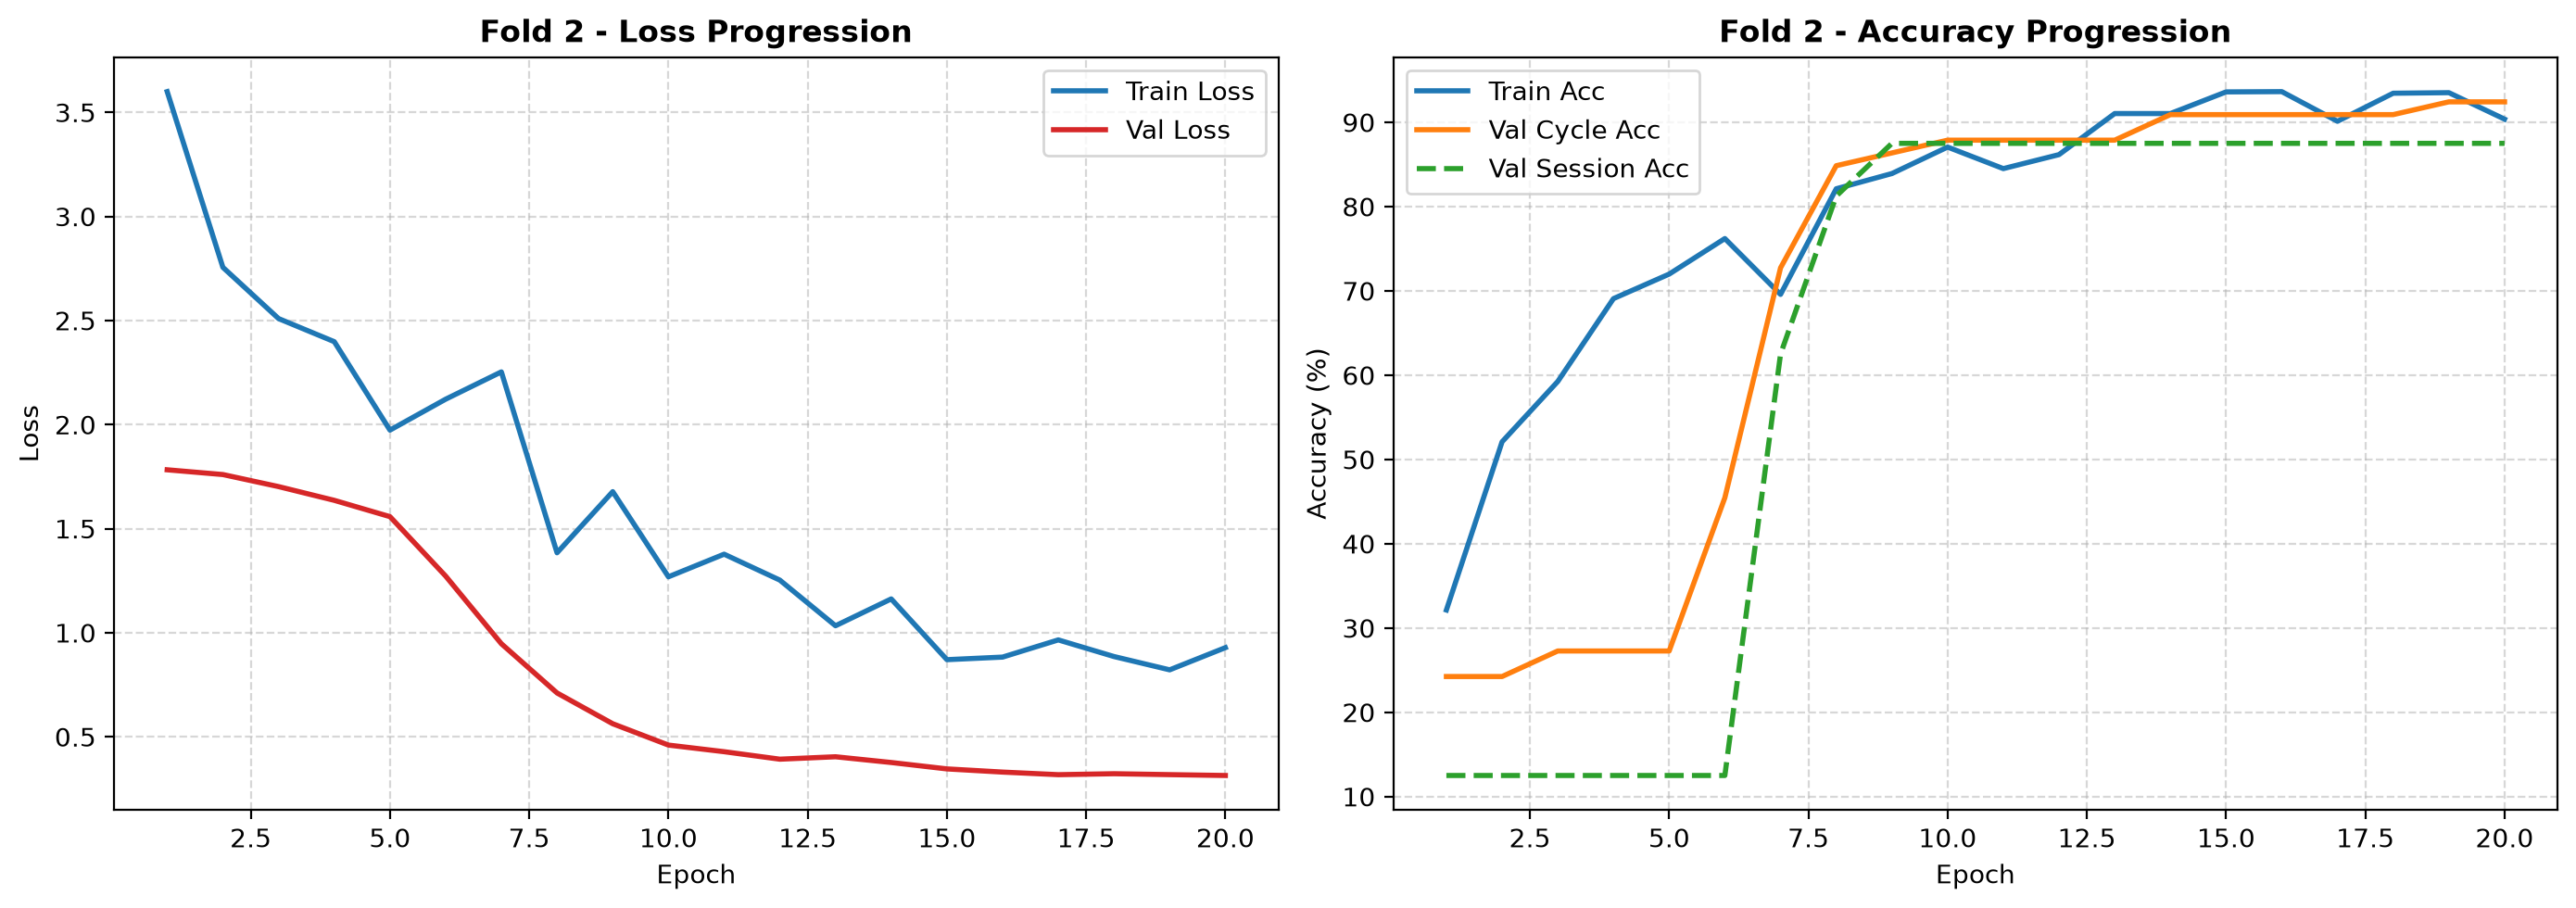 Fold 2 - Loss Progression
Train Loss
Val Loss
3.5
3.0
2.5
2.0
1.5
1.0
0.5
Loss
2.5 5.0 7.5 10.0 12.5 15.0 17.5 20.0
Epoch
Fold 2 - Accuracy Progression
Train Acc
Val Cycle Acc
Val Session Acc
90
80
70
60
50
40
30
20
10
Accuracy (%)
2.5 5.0 7.5 10.0 12.5 15.0 17.5 20.0
Epoch